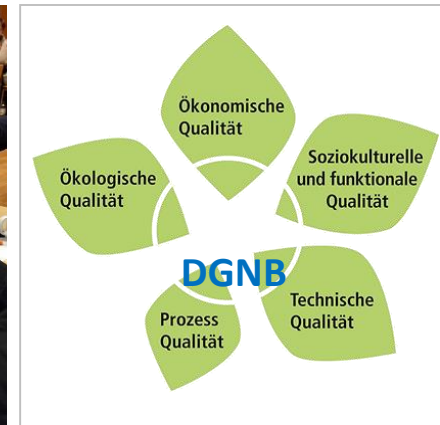 Ökonomische
Qualität
Soziokulturelle
und funktionale
Qualität
Ökologische
Qualität
DGNB
Technische
Qualität
Prozess
Qualität